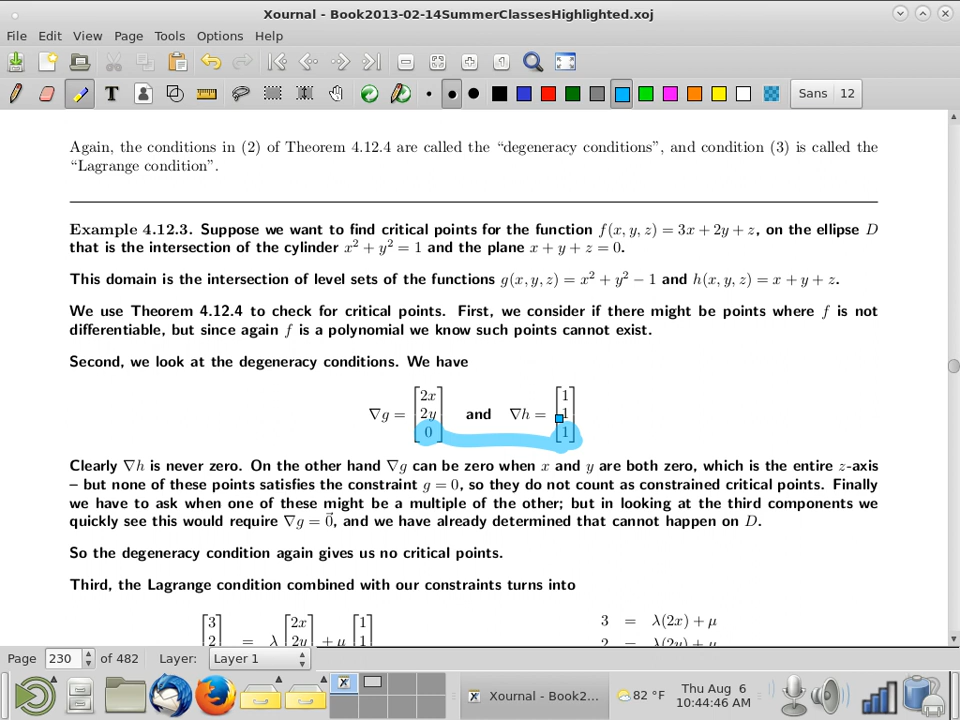 Xournal - Book2013-02-14SummerClassesHighlighted.xoj
File Edit View Page Tools Options Help
Sans 12
Again, the conditions in (2) of Theorem 4.12.4 are called the “degeneracy conditions”, and condition (3) is called the
“Lagrange condition”.
Example 4.12.3. Suppose we want to find critical points for the function f(x, y, z) = 3x + 2y + z, on the ellipse D
that is the intersection of the cylinder x² + y² = 1 and the plane x + y + z = 0.
This domain is the intersection of level sets of the functions g(x, y, z) = x² + y² − 1 and h(x, y, z) = x + y + z.
We use Theorem 4.12.4 to check for critical points. First, we consider if there might be points where f is not
differentiable, but since again f is a polynomial we know such points cannot exist.
Second, we look at the degeneracy conditions. We have
∇g = [2x 2y 0] and ∇h = [1 1 1]
Clearly ∇h is never zero. On the other hand ∇g can be zero when x and y are both zero, which is the entire z-axis
– but none of these points satisfies the constraint g = 0, so they do not count as constrained critical points. Finally
we have to ask when one of these might be a multiple of the other; but in looking at the third components we
quickly see this would require ∇g = 0⃗, and we have already determined that cannot happen on D.
So the degeneracy condition again gives us no critical points.
Third, the Lagrange condition combined with our constraints turns into
[3 2 = λ [2x 2y + μ [1 1
3 = λ(2x) + μ
2 = λ(2y) + μ
Page 230 of 482 Layer: Layer 1
Xournal - Book2... 82 °F Thu Aug 6
10:44:46 AM